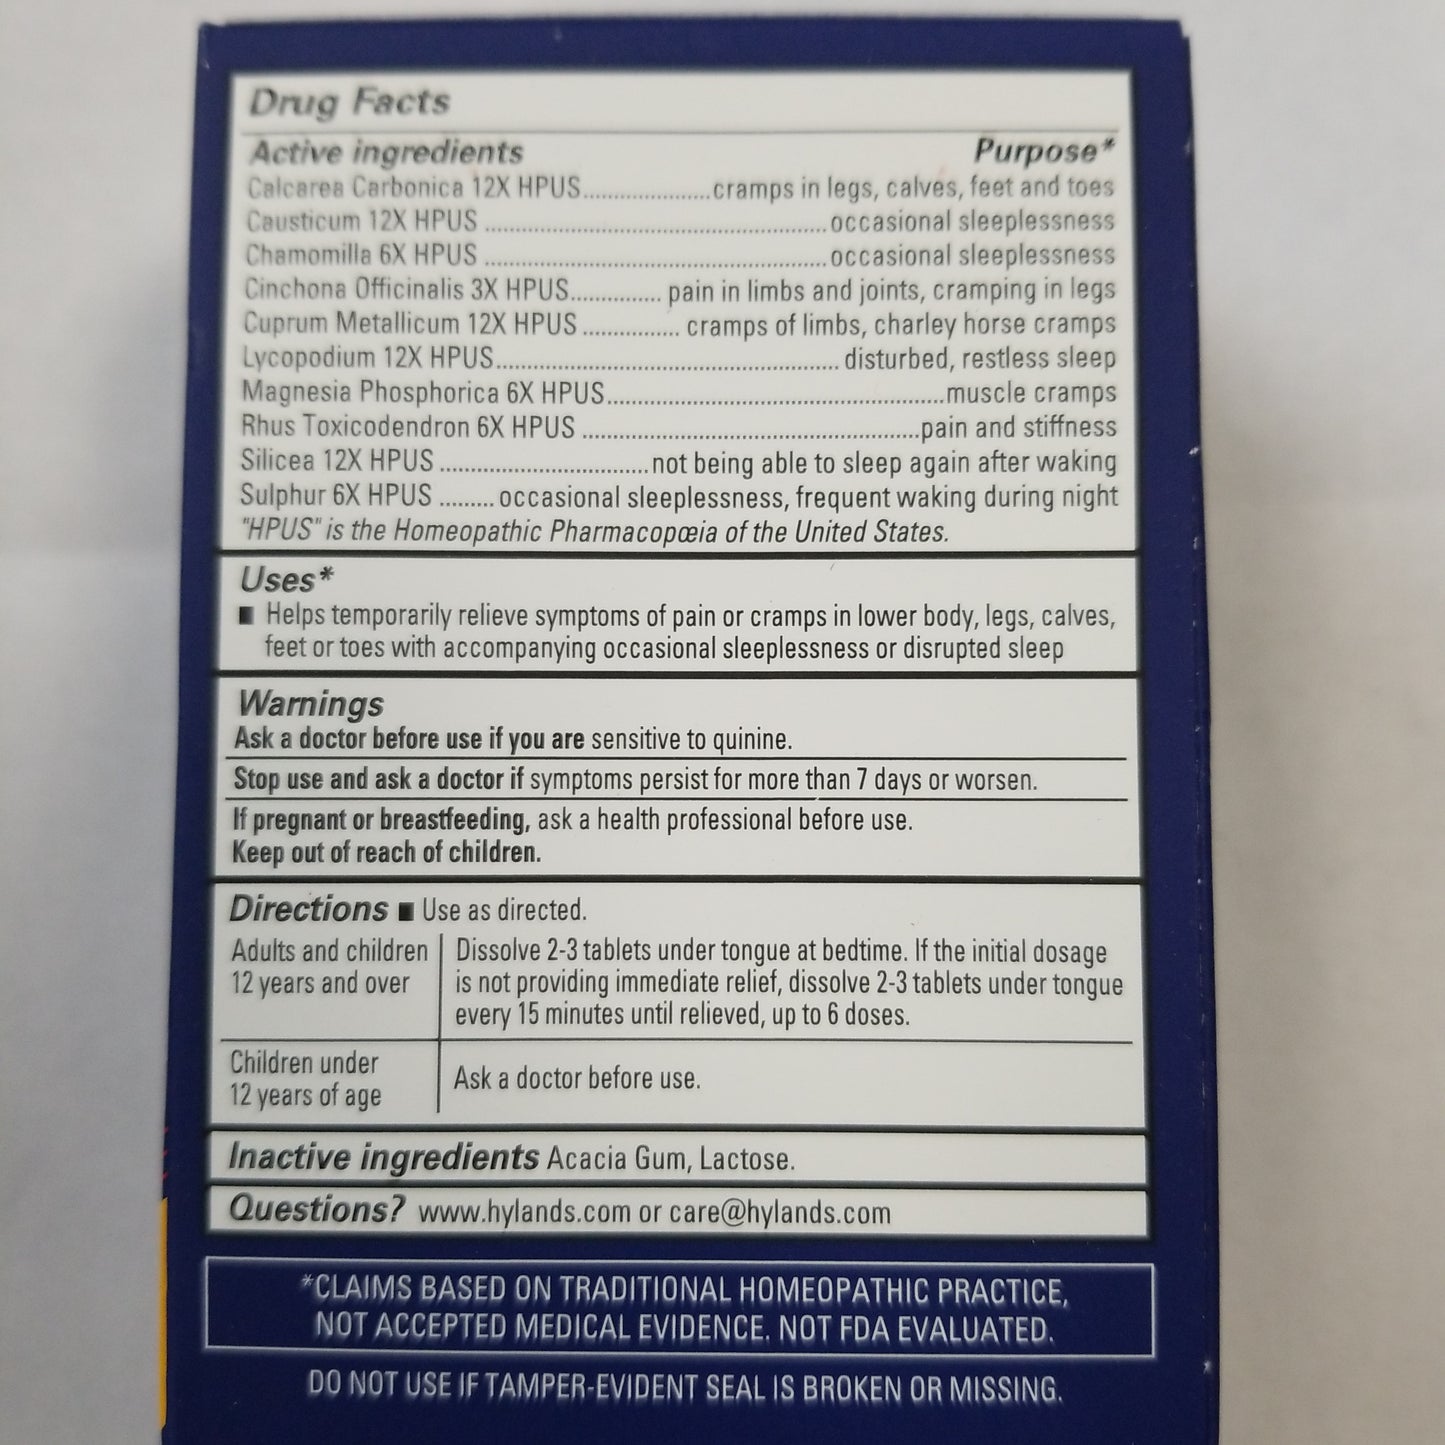 Drug Facts
Active ingredients Purpose*
Calcarea Carbonica 12X HPUS....................cramps in legs, calves, feet and toes
Causticum 12X HPUS ......................................................occasional sleeplessness
Chamomilla 6X HPUS ......................................................occasional sleeplessness
Cinchona Officinalis 3X HPUS.............. pain in limbs and joints, cramping in legs
Cuprum Metallicum 12X HPUS ............... cramps of limbs, charley horse cramps
Lycopodium 12X HPUS...................................................... disturbed, restless sleep
Magnesia Phosphorica 6X HPUS.....................................................muscle cramps
Rhus Toxicodendron 6X HPUS .....................................................pain and stiffness
Silicea 12X HPUS .................................not being able to sleep again after waking
Sulphur 6X HPUS .........occasional sleeplessness, frequent waking during night
"HPUS" is the Homeopathic Pharmacopœia of the United States.
Uses*
■ Helps temporarily relieve symptoms of pain or cramps in lower body, legs, calves,
feet or toes with accompanying occasional sleeplessness or disrupted sleep
Warnings
Ask a doctor before use if you are sensitive to quinine.
Stop use and ask a doctor if symptoms persist for more than 7 days or worsen.
If pregnant or breastfeeding, ask a health professional before use.
Keep out of reach of children.
Directions ■ Use as directed.
Adults and children
12 years and over
Dissolve 2-3 tablets under tongue at bedtime. If the initial dosage
is not providing immediate relief, dissolve 2-3 tablets under tongue
every 15 minutes until relieved, up to 6 doses.
Children under
12 years of age
Ask a doctor before use.
Inactive ingredients Acacia Gum, Lactose.
Questions? www.hylands.com or care@hylands.com
*CLAIMS BASED ON TRADITIONAL HOMEOPATHIC PRACTICE,
NOT ACCEPTED MEDICAL EVIDENCE. NOT FDA EVALUATED.
DO NOT USE IF TAMPER-EVIDENT SEAL IS BROKEN OR MISSING.